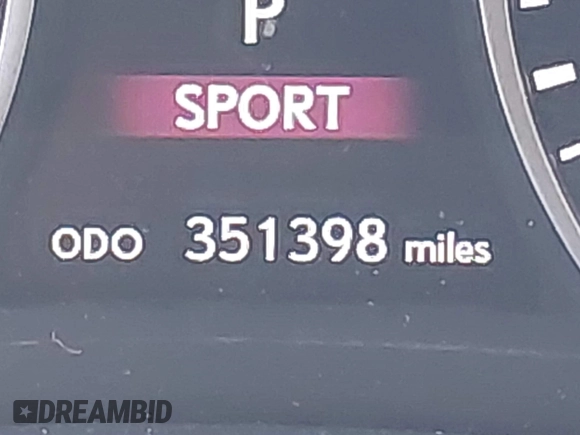 P
SPORT
ODO 351398 miles
DREAMBID